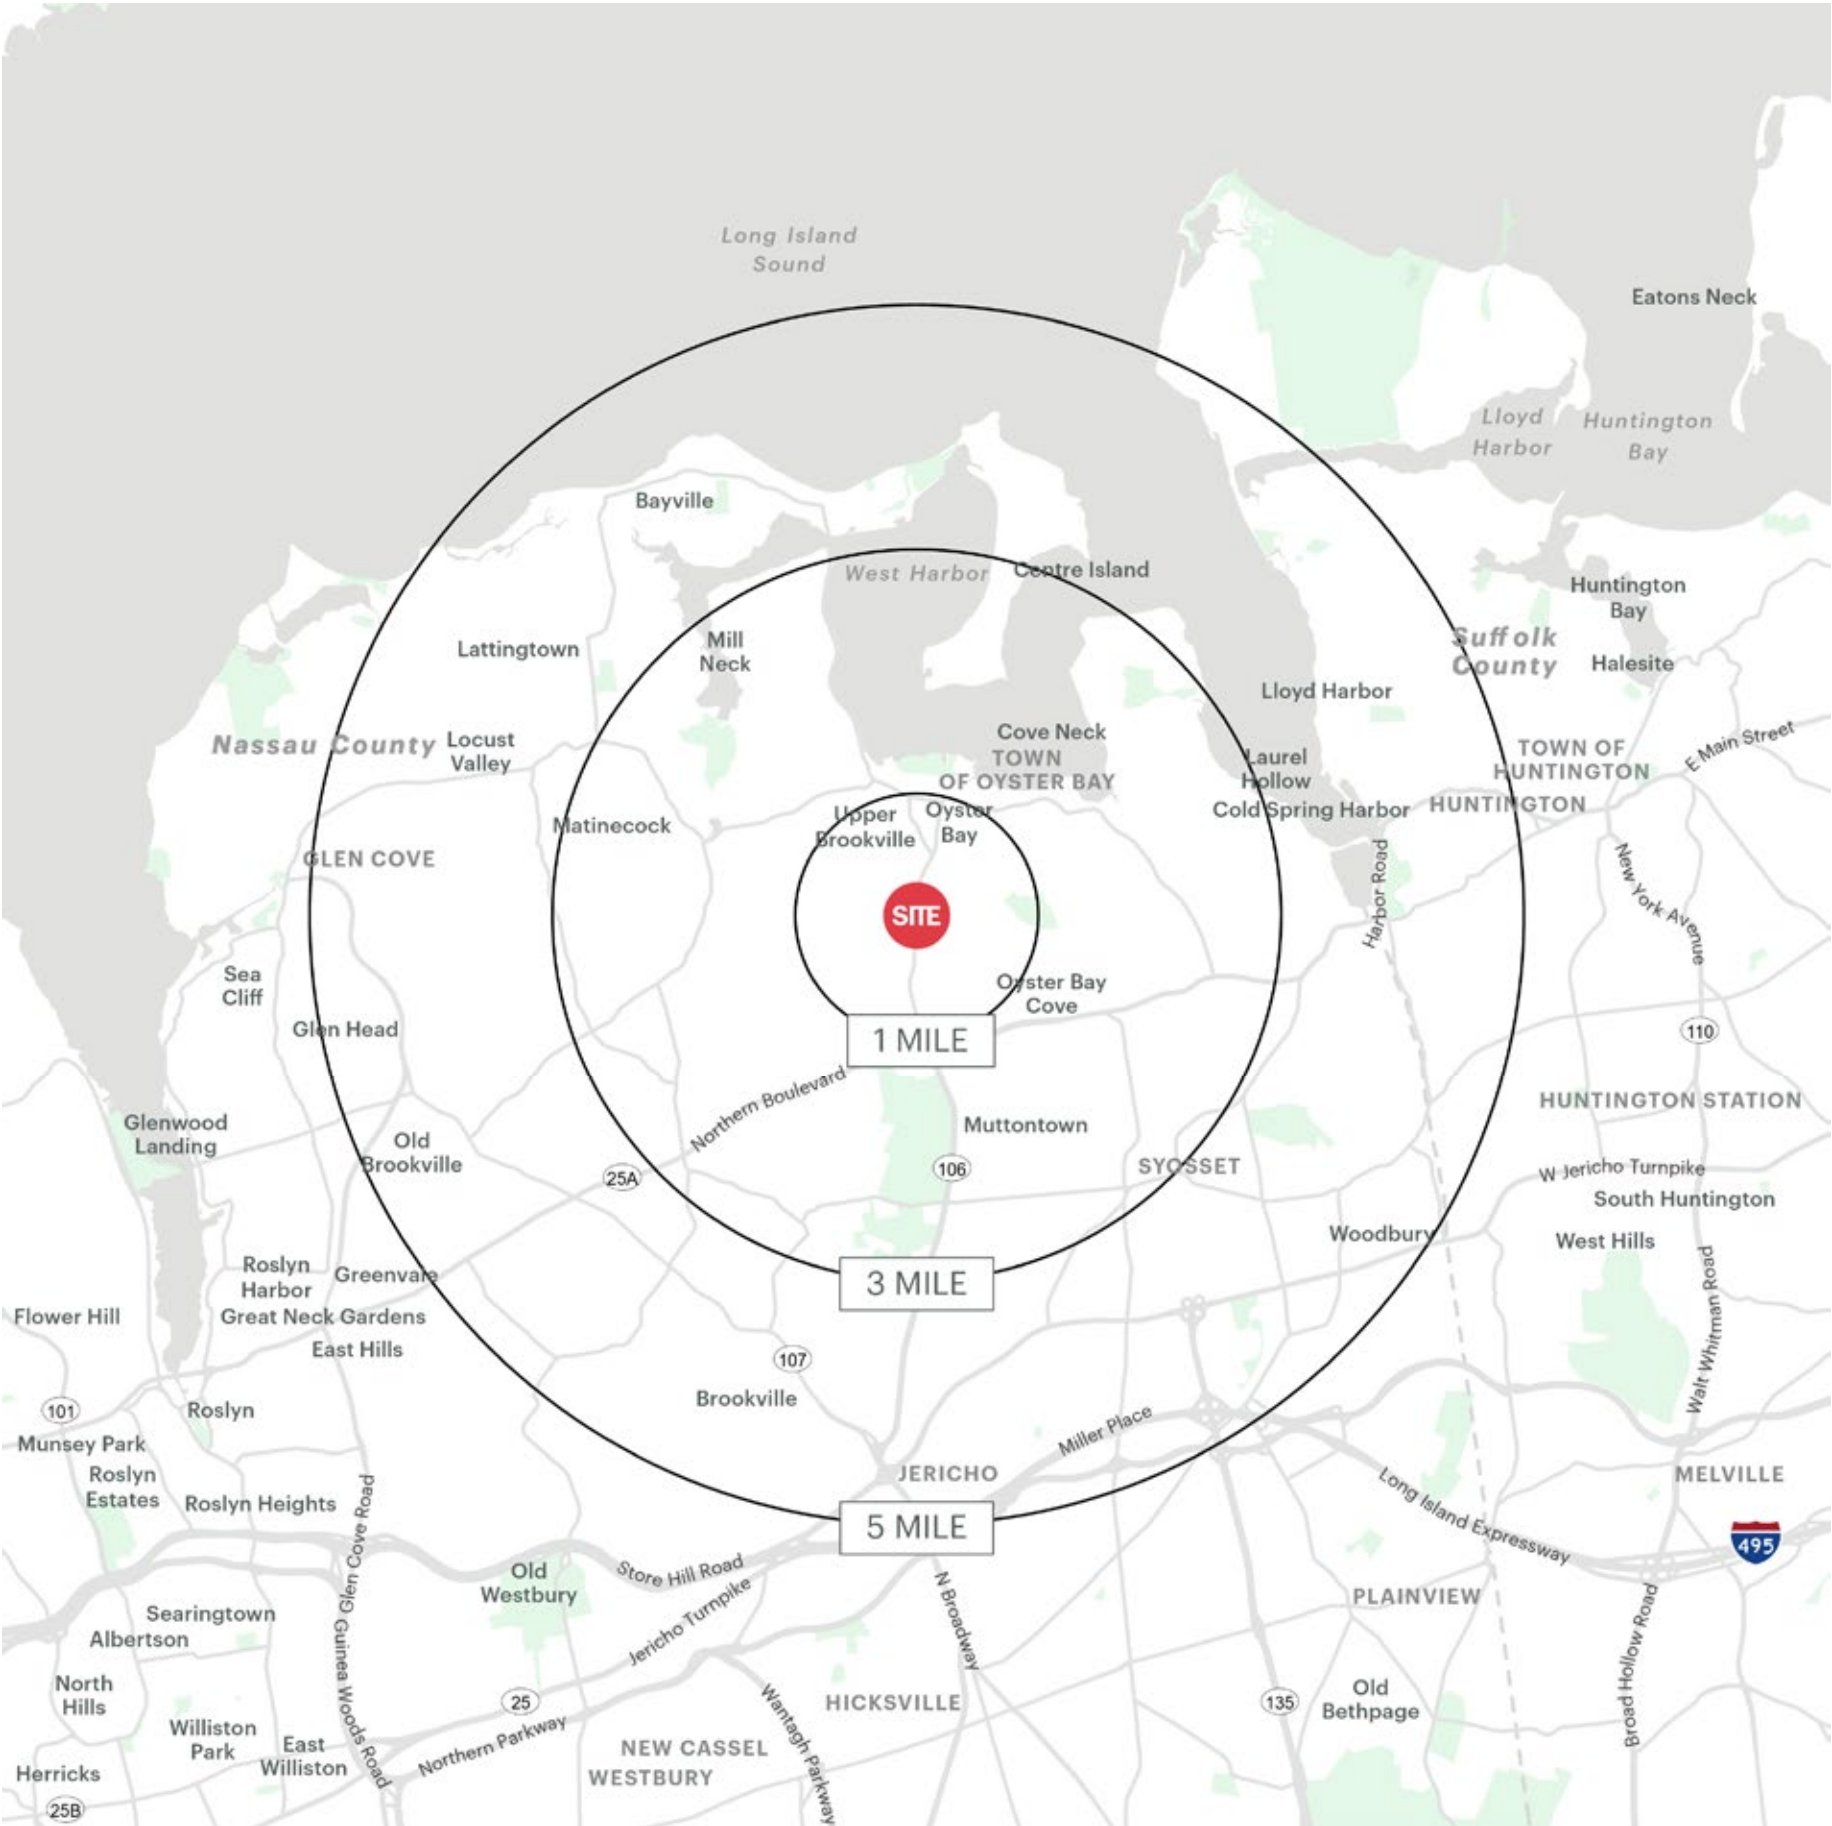 Long Island
Sound
Eatons Neck
Lloyd
Harbor
Huntington
Bay
Bayville
West Harbor
Centre Island
Huntington
Bay
Mill
Neck
Lattingtown
Suffolk
County
Halesite
Lloyd Harbor
Nassau County
Locust
Valley
Cove Neck
TOWN
OF OYSTER BAY
Laurel
Hollow
Cold Spring Harbor
TOWN OF
HUNTINGTON
HUNTINGTON
E Main Street
Matinecock
Upper
Brookville
Oyster
Bay
GLEN COVE
SITE
Harbor Road
New York Avenue
Sea
Cliff
Glen Head
Oyster Bay
Cove
1 MILE
110
Northern Boulevard
HUNTINGTON STATION
Glenwood
Landing
Old
Brookville
Muttontown
25A
106
SYOSSET
W Jericho Turnpike
South Huntington
Woodbury
West Hills
Roslyn
Harbor
Greenvale
3 MILE
Flower Hill
Great Neck Gardens
East Hills
Walt Whitman Road
107
Brookville
101
Roslyn
Miller Place
Munsey Park
Roslyn
Estates
Roslyn Heights
JERICHO
MELVILLE
Long Island Expressway
5 MILE
495
Glen Cove Road
Store Hill Road
Old
Westbury
Jericho Turnpike
N Broadway
PLAINVIEW
Broad Hollow Road
Searingtown
Albertson
Guinea Woods Road
North
Hills
25
HICKSVILLE
135
Old
Bethpage
Williston
Park
East
Williston
Northern Parkway
Wantagh Parkway
NEW CASSEL
WESTBURY
Herricks
25B